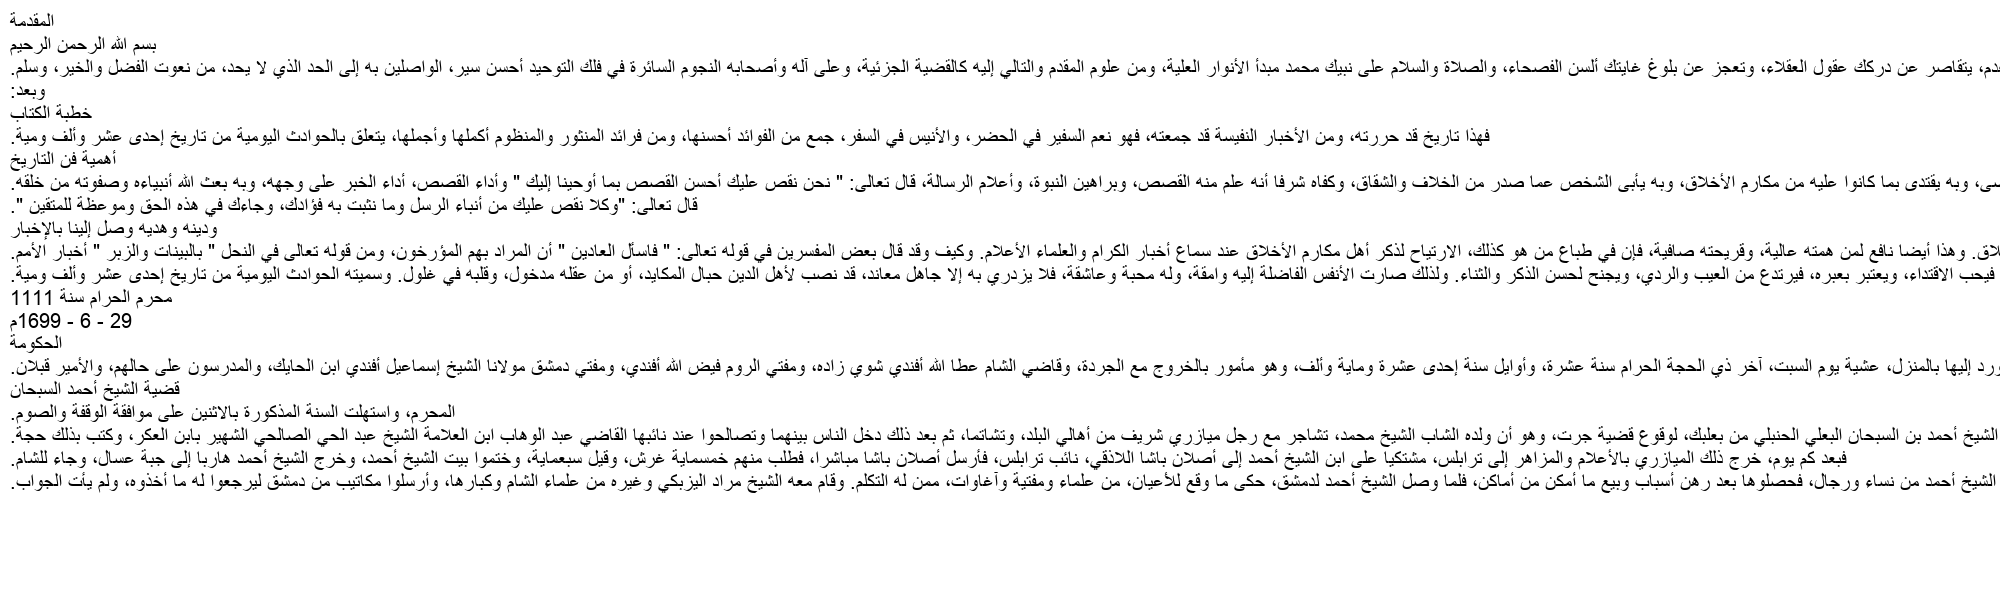 المقدمة
بسم الله الرحمن الرحيم
دم، يتقاصر عن دركك عقول العقلاء، وتعجز عن بلوغ غايتك ألسن الفصحاء، والصلاة والسلام على نبيك محمد مبدأ الأنوار العلية، ومن علوم المقدم والتالي إليه كالقضية الجزئية، وعلى آله وأصحابه النجوم السائرة في فلك التوحيد أحسن سير، الواصلين به إلى الحد الذي لا يحد، من نعوت الفضل والخير، وسلم.
وبعد:
خطبة الكتاب
فهذا تاريخ قد حررته، ومن الأخبار النفيسة قد جمعته، فهو نعم السفير في الحضر، والأنيس في السفر، جمع من الفوائد أحسنها، ومن فرائد المنثور والمنظوم أكملها وأجملها، يتعلق بالحوادث اليومية من تاريخ إحدى عشر وألف ومية.
أهمية فن التاريخ
سى، وبه يقتدى بما كانوا عليه من مكارم الأخلاق، وبه يأبى الشخص عما صدر من الخلاف والشقاق، وكفاه شرفا أنه علم منه القصص، وبراهين النبوة، وأعلام الرسالة، قال تعالى: " نحن نقص عليك أحسن القصص بما أوحينا إليك " وأداء القصص، أداء الخبر على وجهه، وبه بعث الله أنبياءه وصفوته من خلقه.
قال تعالى: "وكلا نقص عليك من أنباء الرسل وما نثبت به فؤادك، وجاءك في هذه الحق وموعظة للمتقين ".
ودينه وهديه وصل إلينا بالإخبار
لاق. وهذا أيضا نافع لمن همته عالية، وقريحته صافية، فإن في طباع من هو كذلك، الارتياح لذكر أهل مكارم الأخلاق عند سماع أخبار الكرام والعلماء الأعلام. وكيف وقد قال بعض المفسرين في قوله تعالى: " فاسأل العادين " أن المراد بهم المؤرخون، ومن قوله تعالى في النحل " بالبينات والزبر " أخبار الأمم.
فيحب الاقتداء، ويعتبر بعبره، فيرتدع من العيب والردي، ويجنح لحسن الذكر والثناء. ولذلك صارت الأنفس الفاضلة إليه وامقة، وله محبة وعاشقة، فلا يزدري به إلا جاهل معاند، قد نصب لأهل الدين حبال المكايد، أو من عقله مدخول، وقلبه في غلول. وسميته الحوادث اليومية من تاريخ إحدى عشر وألف ومية.
محرم الحرام سنة 1111
29 - 6 - 1699م
الحكومة
ورد إليها بالمنزل، عشية يوم السبت، آخر ذي الحجة الحرام سنة عشرة، وأوايل سنة إحدى عشرة وماية وألف، وهو مأمور بالخروج مع الجردة، وقاضي الشام عطا الله أفندي شوي زاده، ومفتي الروم فيض الله أفندي، ومفتي دمشق مولانا الشيخ إسماعيل أفندي ابن الحايك، والمدرسون على حالهم، والأمير قبلان.
قضية الشيخ أحمد السبحان
المحرم، واستهلت السنة المذكورة بالاثنين على موافقة الوقفة والصوم.
الشيخ أحمد بن السبحان البعلي الحنبلي من بعلبك، لوقوع قضية جرت، وهو أن ولده الشاب الشيخ محمد، تشاجر مع رجل ميازري شريف من أهالي البلد، وتشاتما، ثم بعد ذلك دخل الناس بينهما وتصالحوا عند نائبها القاضي عبد الوهاب ابن العلامة الشيخ عبد الحي الصالحي الشهير بابن العكر، وكتب بذلك حجة.
فبعد كم يوم، خرج ذلك الميازري بالأعلام والمزاهر إلى ترابلس، مشتكيا على ابن الشيخ أحمد إلى أصلان باشا اللاذقي، نائب ترابلس، فأرسل أصلان باشا مباشرا، فطلب منهم خمسماية غرش، وقيل سبعماية، وختموا بيت الشيخ أحمد، وخرج الشيخ أحمد هاربا إلى جبة عسال، وجاء للشام.
الشيخ أحمد من نساء ورجال، فحصلوها بعد رهن أسباب وبيع ما أمكن من أماكن، فلما وصل الشيخ أحمد لدمشق، حكى ما وقع للأعيان، من علماء ومفتية وآغاوات، ممن له التكلم. وقام معه الشيخ مراد اليزبكي وغيره من علماء الشام وكبارها، وأرسلوا مكاتيب من دمشق ليرجعوا له ما أخذوه، ولم يأت الجواب.